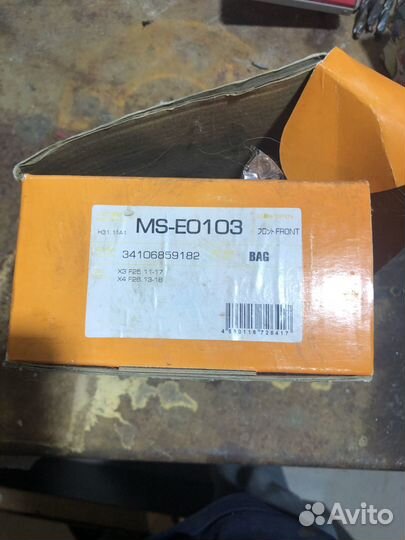 H31.11A1 MS-E0103 フロント FRONT
34106859182 BAG
X3 F25 11-17
X4 F26 13-18
Avito